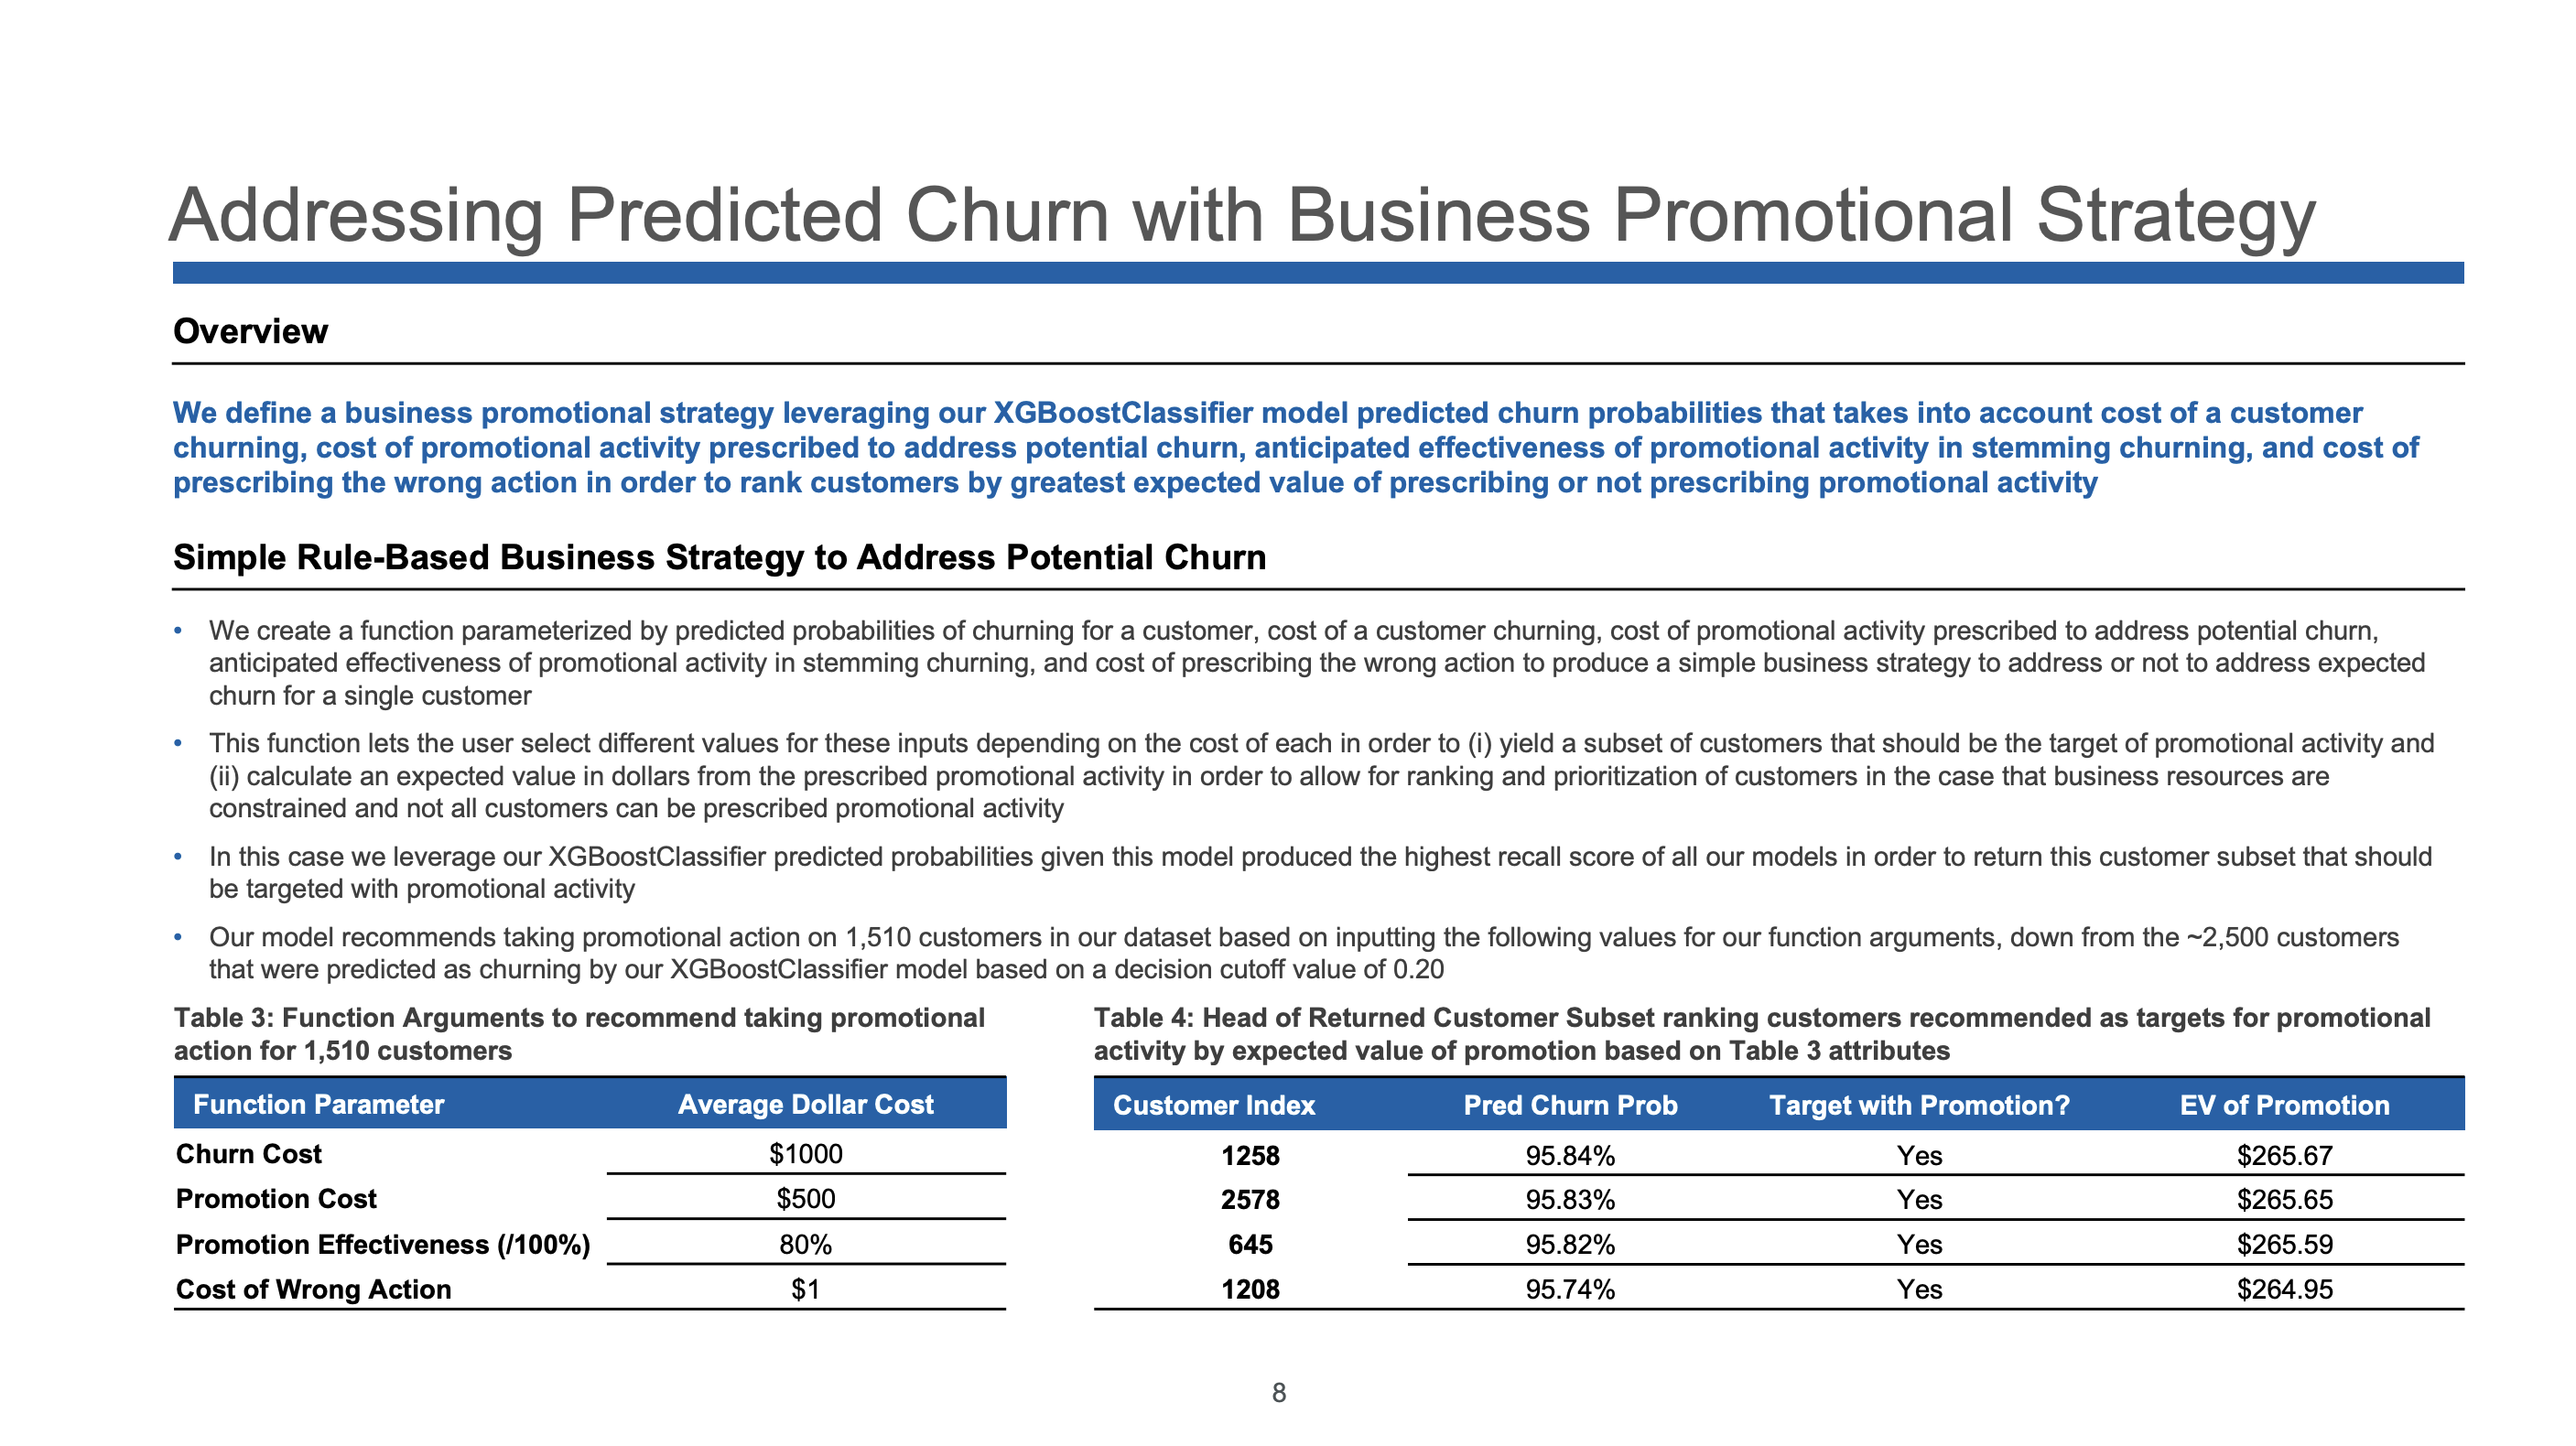 Addressing Predicted Churn with Business Promotional Strategy
Overview
We define a business promotional strategy leveraging our XGBoostClassifier model predicted churn probabilities that takes into account cost of a customer
churning, cost of promotional activity prescribed to address potential churn, anticipated effectiveness of promotional activity in stemming churning, and cost of
prescribing the wrong action in order to rank customers by greatest expected value of prescribing or not prescribing promotional activity
Simple Rule-Based Business Strategy to Address Potential Churn
• We create a function parameterized by predicted probabilities of churning for a customer, cost of a customer churning, cost of promotional activity prescribed to address potential churn,
anticipated effectiveness of promotional activity in stemming churning, and cost of prescribing the wrong action to produce a simple business strategy to address or not to address expected
churn for a single customer
• This function lets the user select different values for these inputs depending on the cost of each in order to (i) yield a subset of customers that should be the target of promotional activity and
(ii) calculate an expected value in dollars from the prescribed promotional activity in order to allow for ranking and prioritization of customers in the case that business resources are
constrained and not all customers can be prescribed promotional activity
• In this case we leverage our XGBoostClassifier predicted probabilities given this model produced the highest recall score of all our models in order to return this customer subset that should
be targeted with promotional activity
• Our model recommends taking promotional action on 1,510 customers in our dataset based on inputting the following values for our function arguments, down from the ~2,500 customers
that were predicted as churning by our XGBoostClassifier model based on a decision cutoff value of 0.20
Table 3: Function Arguments to recommend taking promotional
action for 1,510 customers
Function Parameter Average Dollar Cost
Churn Cost $1000
Promotion Cost $500
Promotion Effectiveness (/100%) 80%
Cost of Wrong Action $1
Table 4: Head of Returned Customer Subset ranking customers recommended as targets for promotional
activity by expected value of promotion based on Table 3 attributes
Customer Index Pred Churn Prob Target with Promotion? EV of Promotion
1258 95.84% Yes $265.67
2578 95.83% Yes $265.65
645 95.82% Yes $265.59
1208 95.74% Yes $264.95
8